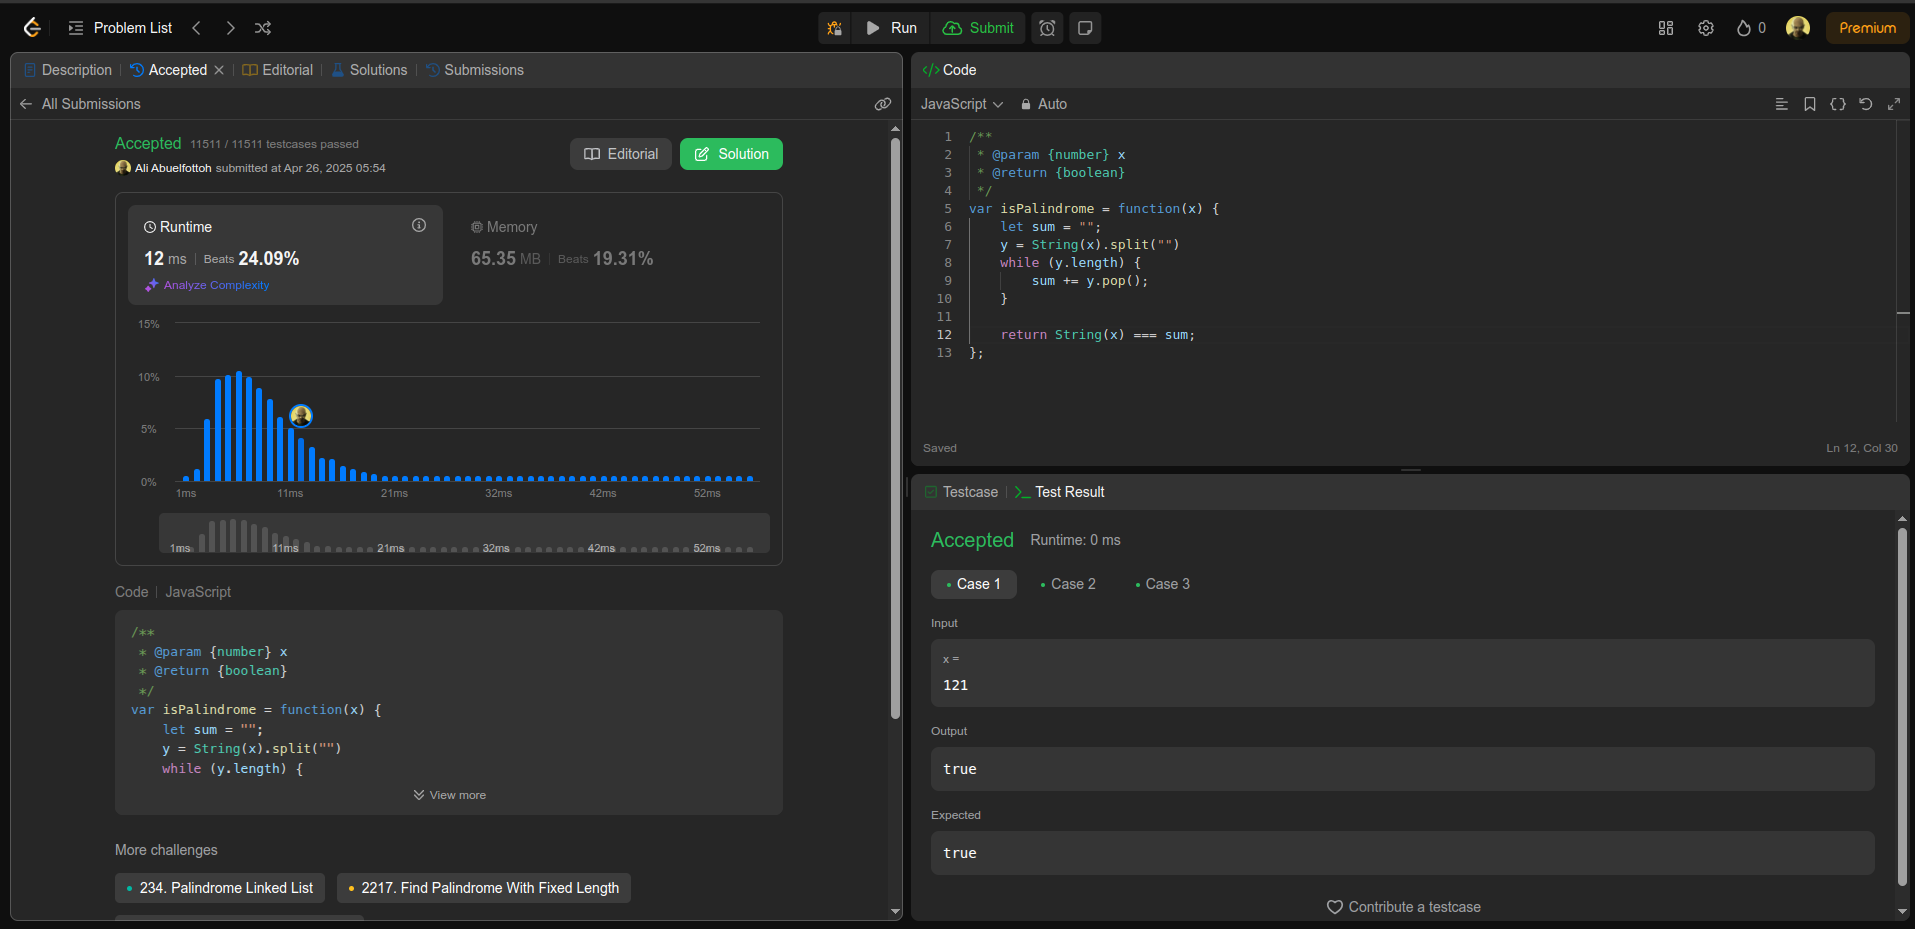 Problem List
Run
Submit
0
Premium
Description
Accepted
Editorial
Solutions
Submissions
All Submissions
Accepted 11511 / 11511 testcases passed
Ali Abuelfottoh submitted at Apr 26, 2025 05:54
Editorial
Solution
Runtime
12 ms Beats 24.09%
Analyze Complexity
Memory
65.35 MB Beats 19.31%
15%
10%
5%
0%
1ms 11ms 21ms 32ms 42ms 52ms
1ms 11ms 21ms 32ms 42ms 52ms
Code JavaScript
/**
 * @param {number} x
 * @return {boolean}
 */
var isPalindrome = function(x) {
    let sum = "";
    y = String(x).split("")
    while (y.length) {
View more
More challenges
234. Palindrome Linked List
2217. Find Palindrome With Fixed Length
</> Code
JavaScript
Auto
1 /**
2  * @param {number} x
3  * @return {boolean}
4  */
5 var isPalindrome = function(x) {
6     let sum = "";
7     y = String(x).split("")
8     while (y.length) {
9         sum += y.pop();
10     }
11
12     return String(x) === sum;
13 };
Saved
Ln 12, Col 30
Testcase
Test Result
Accepted Runtime: 0 ms
Case 1
Case 2
Case 3
Input
x =
121
Output
true
Expected
true
Contribute a testcase